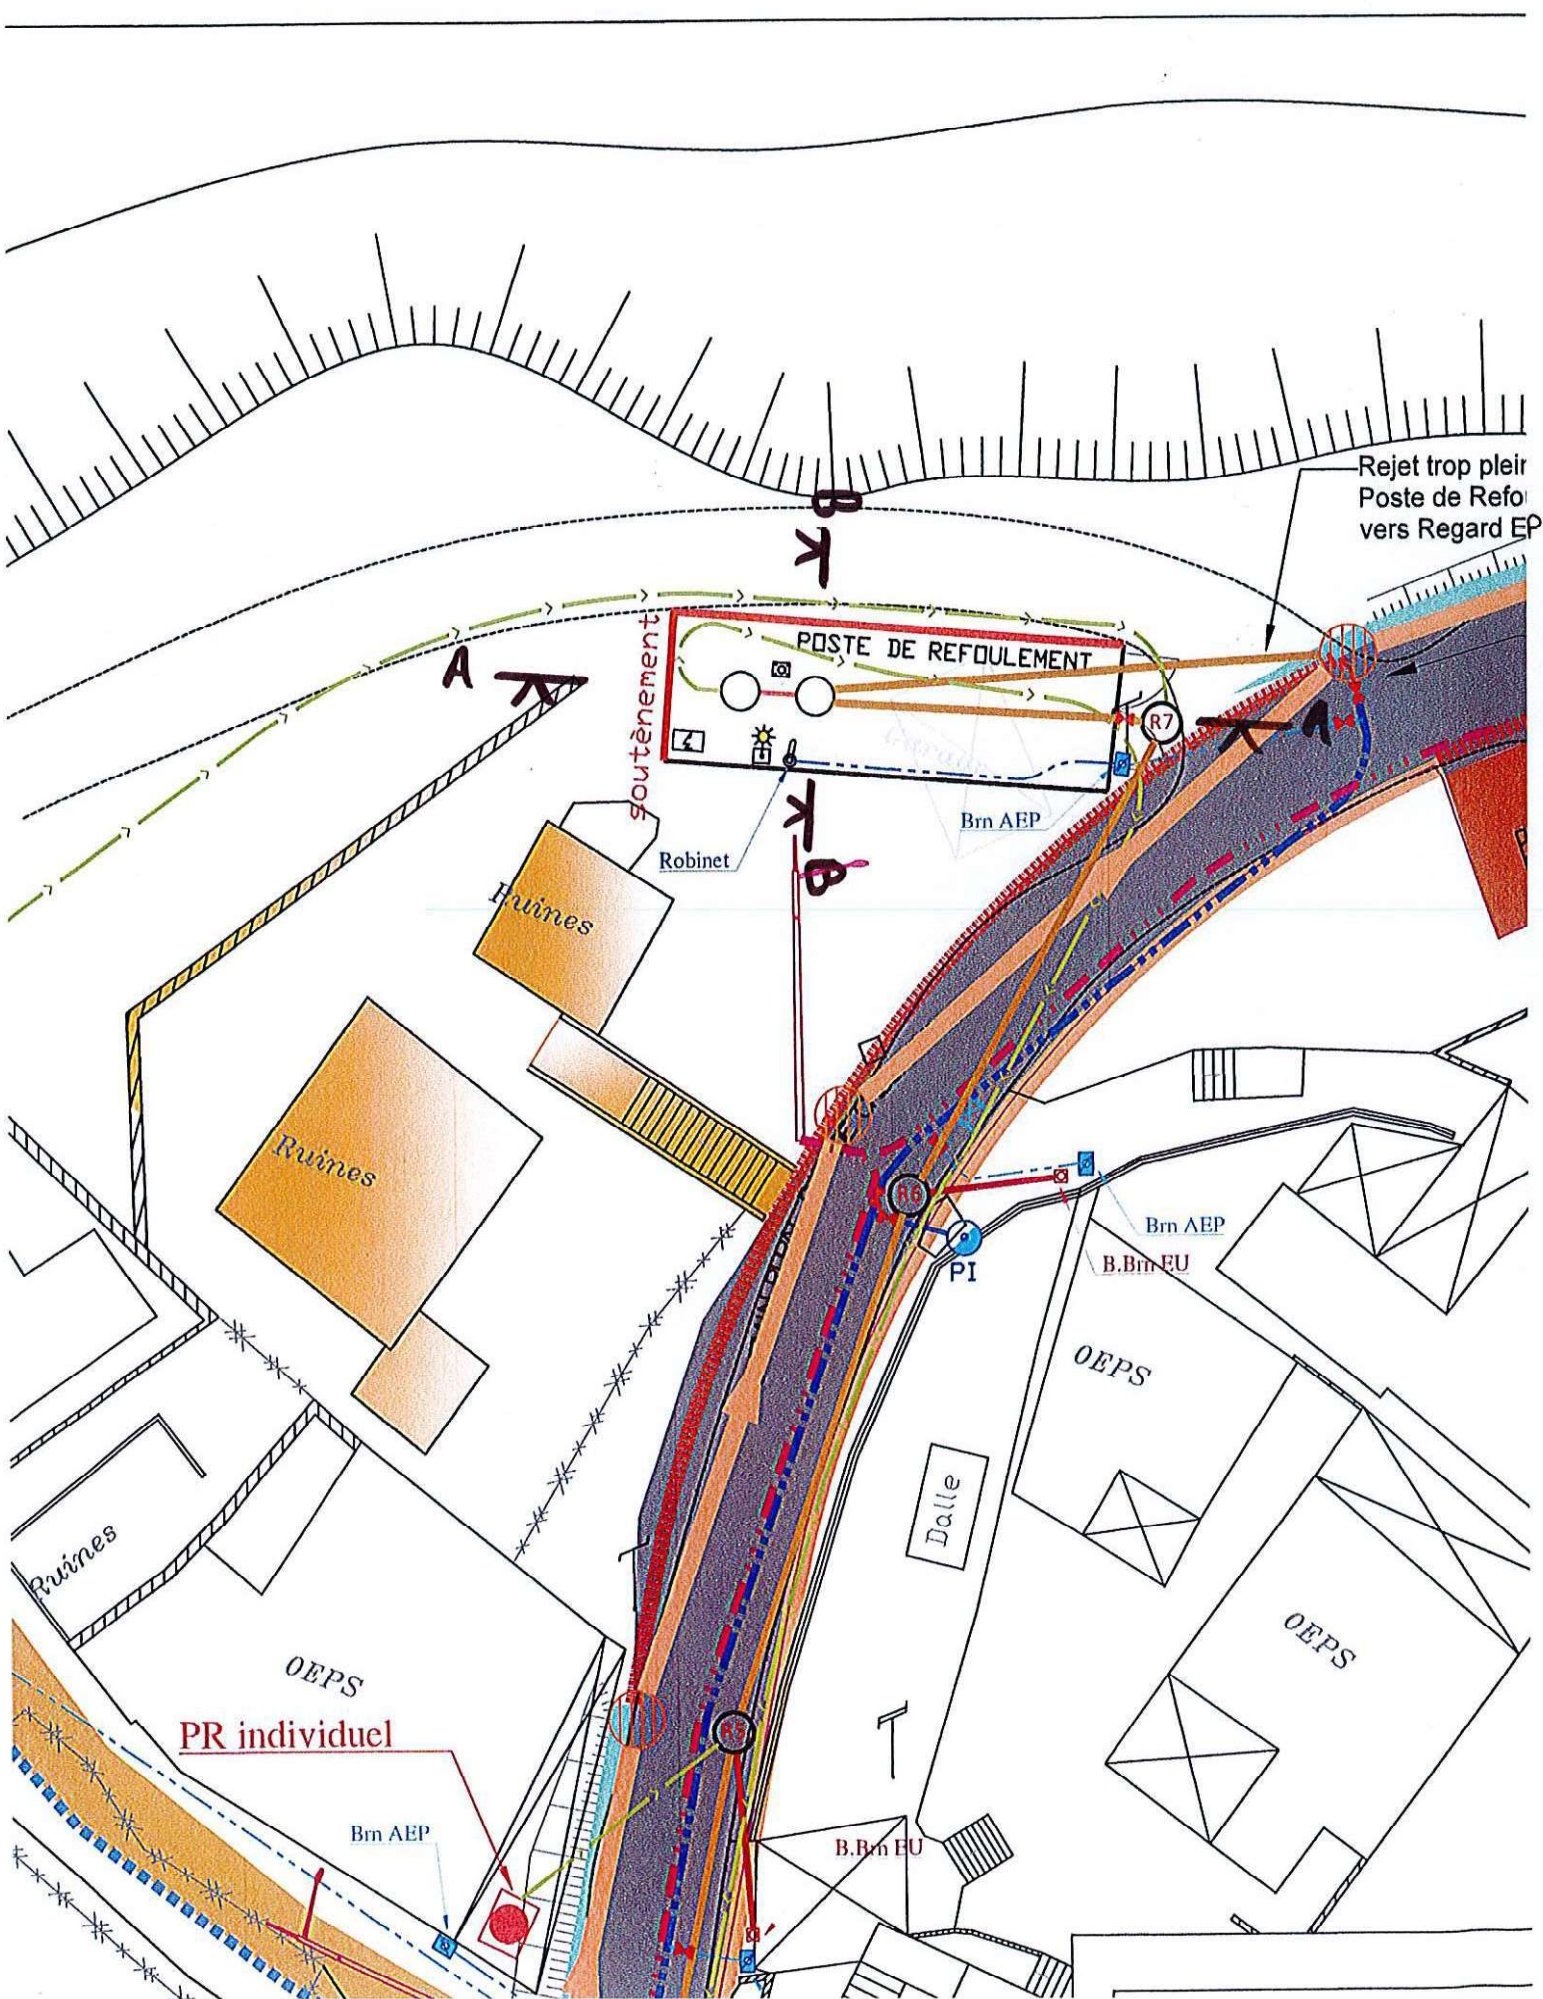 Rejet trop plein
Poste de Refou
vers Regard EP
B
POSTE DE REFOULEMENT
soutènement
A
R7
A
Brn AEP
Robinet
B
Ruines
Ruines
R6
Brn AEP
PI
B.Brn EU
OEPS
Dalle
Ruines
OEPS
OEPS
PR individuel
R5
Brn AEP
B.Brn EU